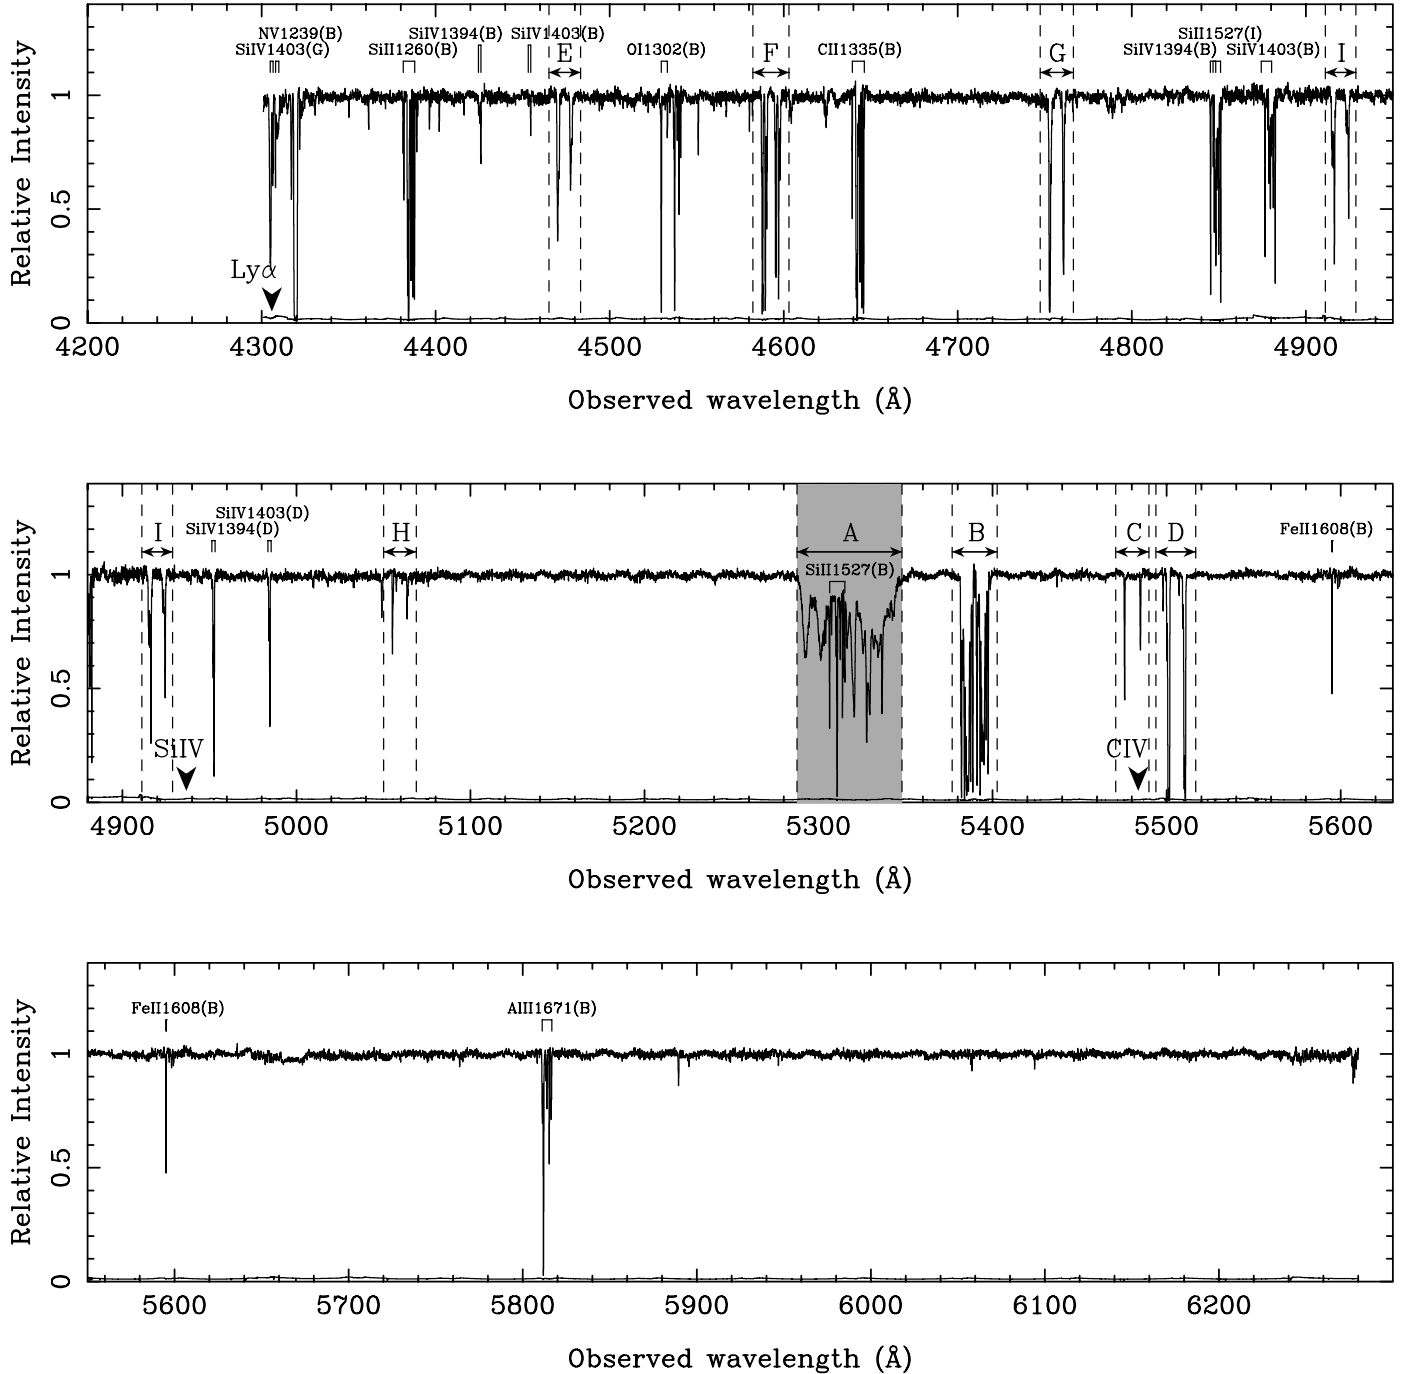 NV1239(B) SiIV1394(B) SiIV1403(B) SiII1527(I)
SiIV1403(G) SiII1260(B) E OI1302(B) F CII1335(B) G SiIV1394(B) SiIV1403(B) I
Relative Intensity
1
0.5
0
Lyα
4200 4300 4400 4500 4600 4700 4800 4900
Observed wavelength (Å)
SiIV1403(D)
I SiIV1394(D) H A B C D FeII1608(B)
SiII1527(B)
Relative Intensity
1
0.5
0
SiIV CIV
4900 5000 5100 5200 5300 5400 5500 5600
Observed wavelength (Å)
FeII1608(B) AlII1671(B)
Relative Intensity
1
0.5
0
5600 5700 5800 5900 6000 6100 6200
Observed wavelength (Å)